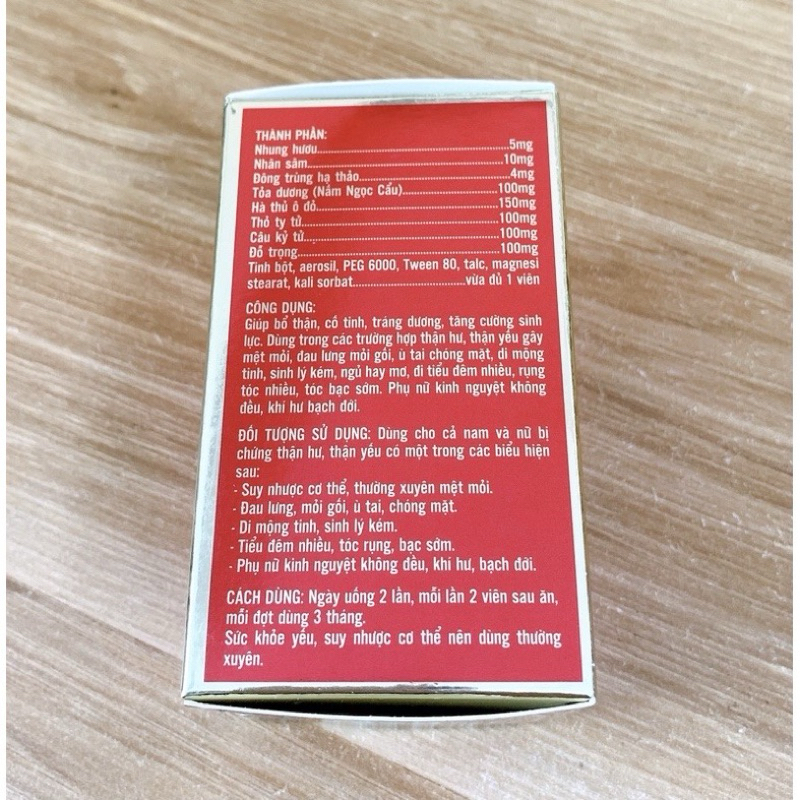 THÀNH PHẦN:
Nhung hươu.....................................................5mg
Nhân sâm.......................................................10mg
Đông trùng hạ thảo..........................................4mg
Tỏa dương (Nấm Ngọc Cẩu)..........................100mg
Hà thủ ô đỏ...................................................150mg
Thỏ ty tử.......................................................100mg
Câu kỷ tử......................................................100mg
Đỗ trọng.......................................................100mg
Tinh bột, aerosil, PEG 6000, Tween 80, talc, magnesi
stearat, kali sorbat...........................vừa đủ 1 viên
CÔNG DỤNG:
Giúp bổ thận, cố tinh, tráng dương, tăng cường sinh
lực. Dùng trong các trường hợp thận hư, thận yếu gây
mệt mỏi, đau lưng mỏi gối, ù tai chóng mặt, di mộng
tinh, sinh lý kém, ngủ hay mơ, đi tiểu đêm nhiều, rụng
tóc nhiều, tóc bạc sớm. Phụ nữ kinh nguyệt không
đều, khí hư bạch đới.
ĐỐI TƯỢNG SỬ DỤNG: Dùng cho cả nam và nữ bị
chứng thận hư, thận yếu có một trong các biểu hiện
sau:
- Suy nhược cơ thể, thường xuyên mệt mỏi.
- Đau lưng, mỏi gối, ù tai, chóng mặt.
- Di mộng tinh, sinh lý kém.
- Tiểu đêm nhiều, tóc rụng, bạc sớm.
- Phụ nữ kinh nguyệt không đều, khí hư, bạch đới.
CÁCH DÙNG: Ngày uống 2 lần, mỗi lần 2 viên sau ăn,
mỗi đợt dùng 3 tháng.
Sức khỏe yếu, suy nhược cơ thể nên dùng thường
xuyên.